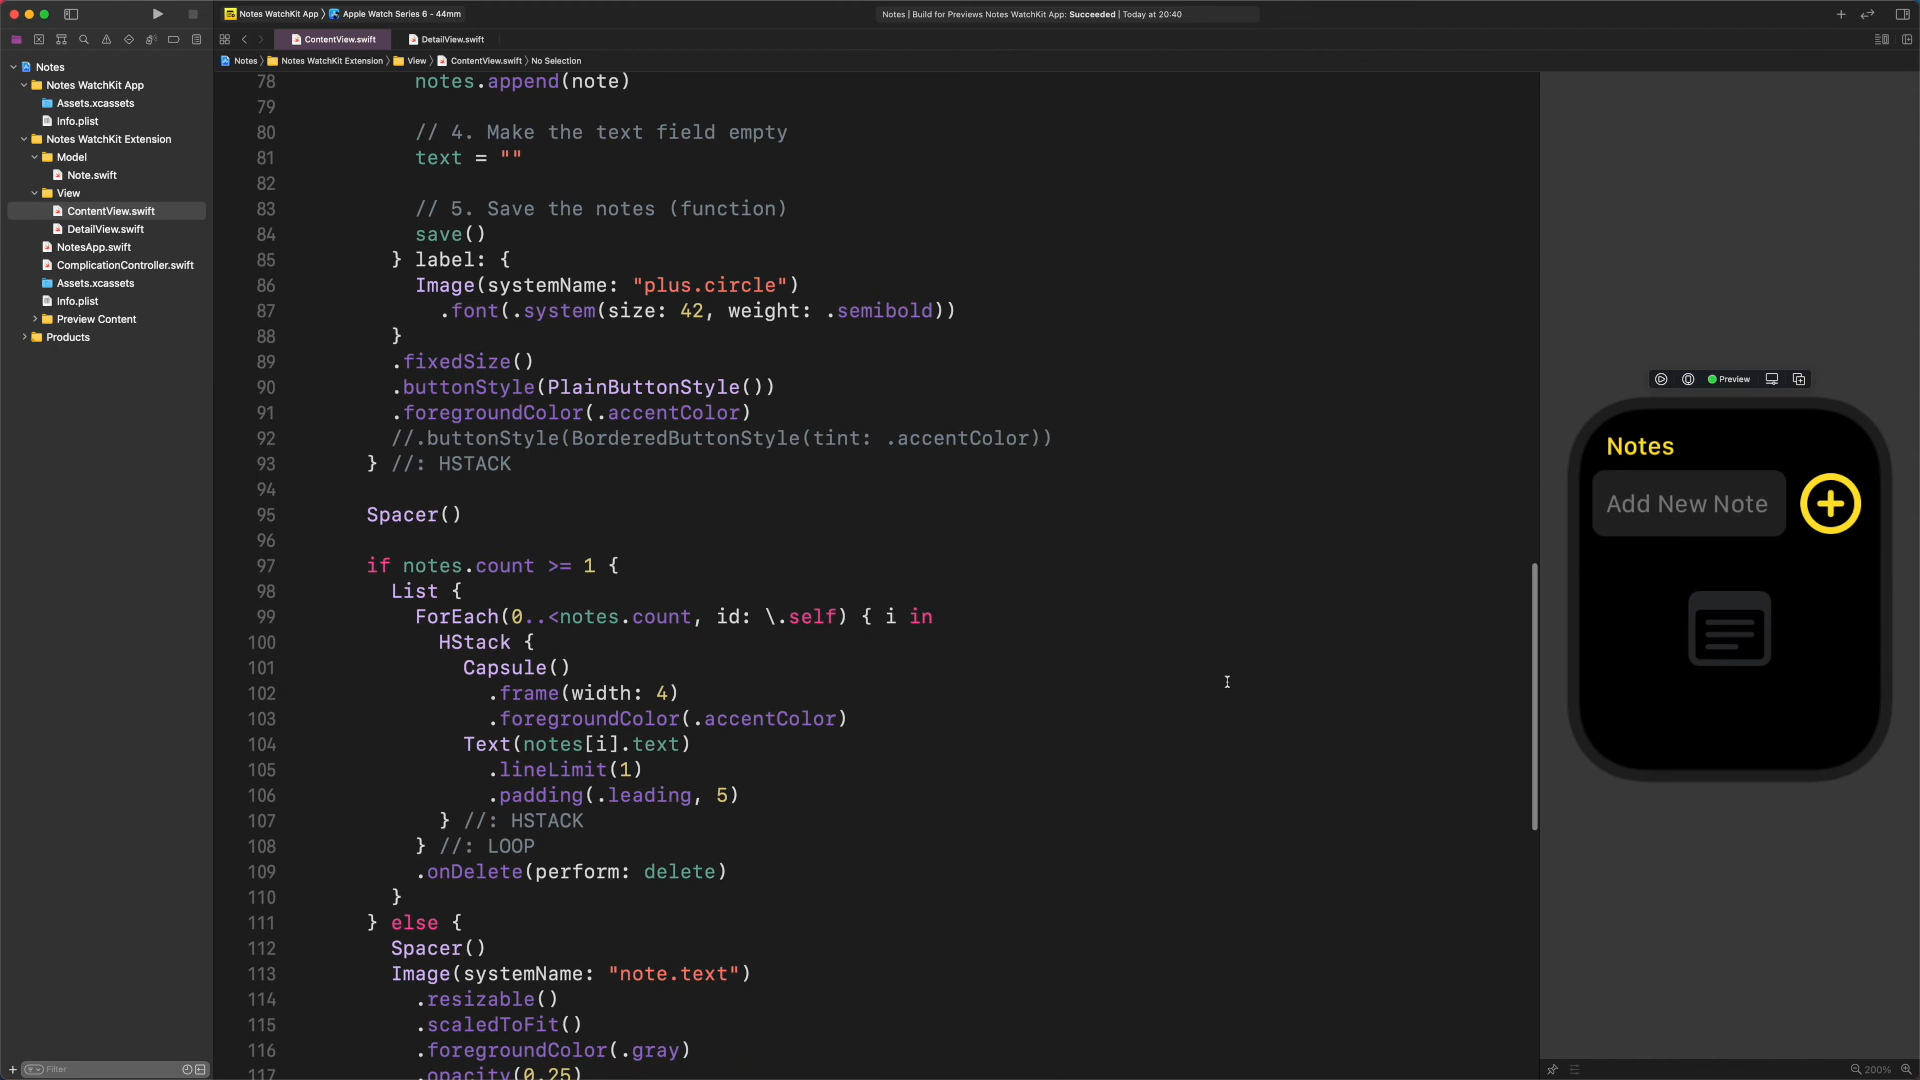 Notes WatchKit App 〉 Apple Watch Series 6 - 44mm
Notes | Build for Previews Notes WatchKit App: Succeeded | Today at 20:40
ContentView.swift
DetailView.swift
Notes 〉 Notes WatchKit Extension 〉 View 〉 ContentView.swift 〉 No Selection
Notes
Notes WatchKit App
Assets.xcassets
Info.plist
Notes WatchKit Extension
Model
Note.swift
View
ContentView.swift
DetailView.swift
NotesApp.swift
ComplicationController.swift
Assets.xcassets
Info.plist
Preview Content
Products
Filter
78 notes.append(note)
79
80 // 4. Make the text field empty
81 text = ""
82
83 // 5. Save the notes (function)
84 save()
85 } label: {
86 Image(systemName: "plus.circle")
87 .font(.system(size: 42, weight: .semibold))
88 }
89 .fixedSize()
90 .buttonStyle(PlainButtonStyle())
91 .foregroundColor(.accentColor)
92 //.buttonStyle(BorderedButtonStyle(tint: .accentColor))
93 } //: HSTACK
94
95 Spacer()
96
97 if notes.count >= 1 {
98 List {
99 ForEach(0..<notes.count, id: \.self) { i in
100 HStack {
101 Capsule()
102 .frame(width: 4)
103 .foregroundColor(.accentColor)
104 Text(notes[i].text)
105 .lineLimit(1)
106 .padding(.leading, 5)
107 } //: HSTACK
108 } //: LOOP
109 .onDelete(perform: delete)
110 }
111 } else {
112 Spacer()
113 Image(systemName: "note.text")
114 .resizable()
115 .scaledToFit()
116 .foregroundColor(.gray)
117 .opacity(0.25)
Preview
Notes
Add New Note
200%